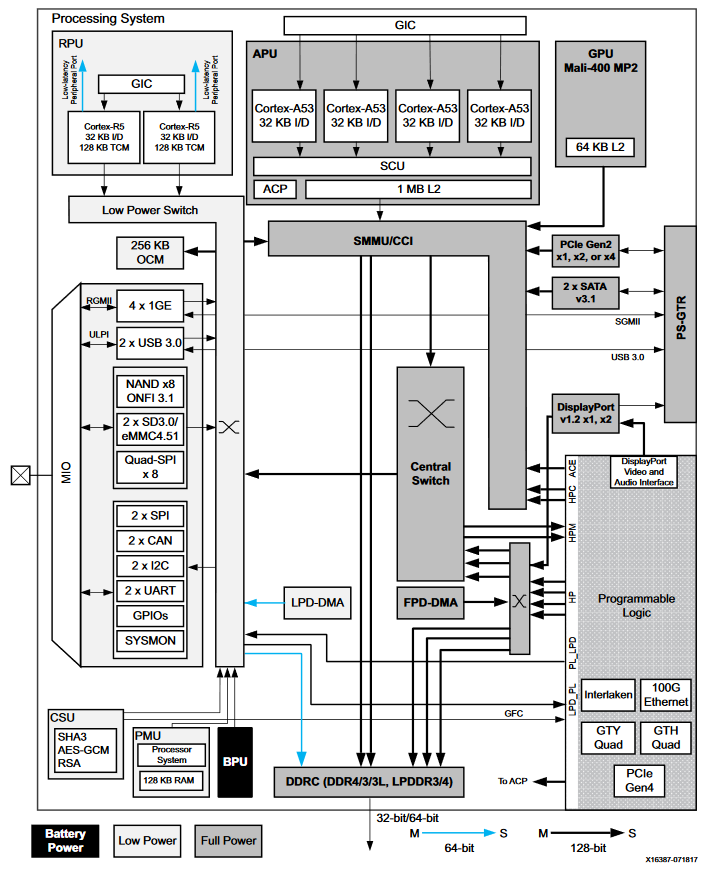 Processing System
RPU
Low-latency
Peripheral Port
Low-latency
Peripheral Port
GIC
Cortex-R5
32 KB I/D
128 KB TCM
Cortex-R5
32 KB I/D
128 KB TCM
GIC
APU
Cortex-A53
32 KB I/D
Cortex-A53
32 KB I/D
Cortex-A53
32 KB I/D
Cortex-A53
32 KB I/D
SCU
ACP
1 MB L2
GPU
Mali-400 MP2
64 KB L2
Low Power Switch
256 KB
OCM
SMMU/CCI
PCIe Gen2
x1, x2, or x4
2 x SATA
v3.1
PS-GTR
SGMII
USB 3.0
MIO
RGMII
4 x 1GE
ULPI
2 x USB 3.0
NAND x8
ONFI 3.1
2 x SD3.0/
eMMC4.51
Quad-SPI
x 8
2 x SPI
2 x CAN
2 x I2C
2 x UART
GPIOs
SYSMON
Central
Switch
DisplayPort
v1.2 x1, x2
DisplayPort
Video and
Audio Interface
ACE
HPC
HPM
HP
PL_LPD
LPD_PL
Programmable
Logic
LPD-DMA
FPD-DMA
Interlaken
100G
Ethernet
GTY
Quad
GTH
Quad
PCIe
Gen4
GFC
To ACP
CSU
SHA3
AES-GCM
RSA
PMU
Processor
System
128 KB RAM
BPU
DDRC (DDR4/3/3L, LPDDR3/4)
32-bit/64-bit
Battery
Power
Low Power
Full Power
M
S
64-bit
M
S
128-bit
X16387-071817